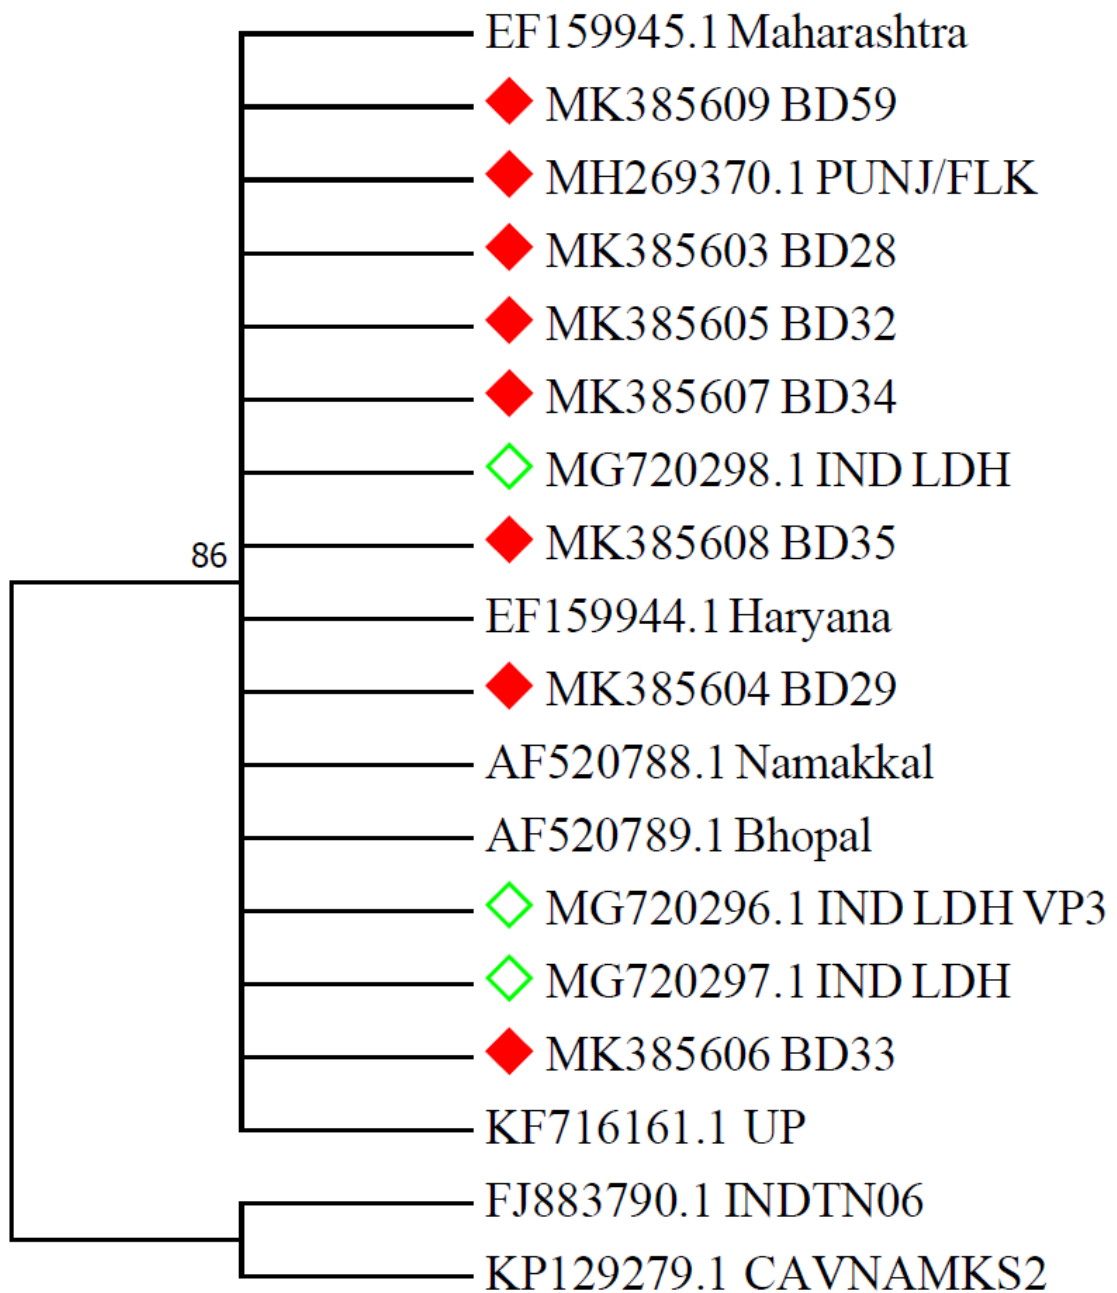 EF159945.1 Maharashtra
MK385609 BD59
MH269370.1 PUNJ/FLK
MK385603 BD28
MK385605 BD32
MK385607 BD34
MG720298.1 IND LDH
MK385608 BD35
86
EF159944.1 Haryana
MK385604 BD29
AF520788.1 Namakkal
AF520789.1 Bhopal
MG720296.1 IND LDH VP3
MG720297.1 IND LDH
MK385606 BD33
KF716161.1 UP
FJ883790.1 INDTN06
KP129279.1 CAVNAMKS2